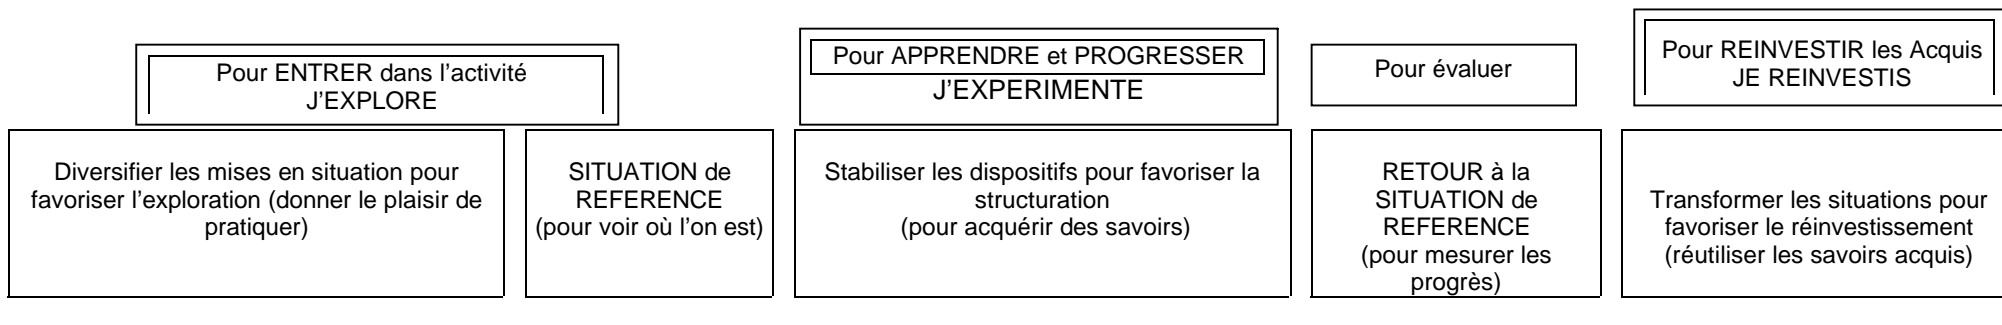 Pour ENTRER dans l’activité
J’EXPLORE
Pour APPRENDRE et PROGRESSER
J’EXPERIMENTE
Pour évaluer
Pour REINVESTIR les Acquis
JE REINVESTIS
Diversifier les mises en situation pour
favoriser l’exploration (donner le plaisir de
pratiquer)
SITUATION de
REFERENCE
(pour voir où l’on est)
Stabiliser les dispositifs pour favoriser la
structuration
(pour acquérir des savoirs)
RETOUR à la
SITUATION de
REFERENCE
(pour mesurer les
progrès)
Transformer les situations pour
favoriser le réinvestissement
(réutiliser les savoirs acquis)